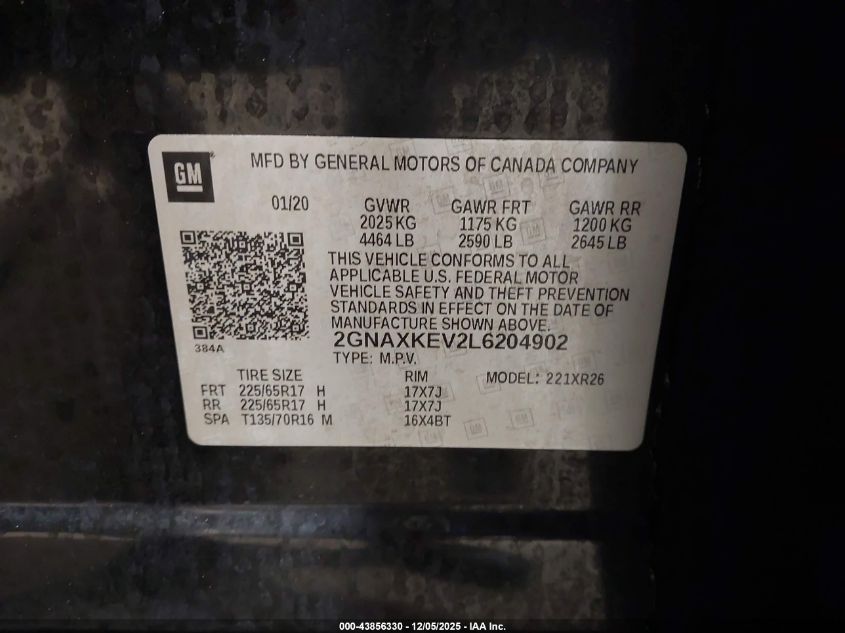 GM
MFD BY GENERAL MOTORS OF CANADA COMPANY
01/20 GVWR GAWR FRT GAWR RR
2025 KG 1175 KG 1200 KG
4464 LB 2590 LB 2645 LB
THIS VEHICLE CONFORMS TO ALL
APPLICABLE U.S. FEDERAL MOTOR
VEHICLE SAFETY AND THEFT PREVENTION
STANDARDS IN EFFECT ON THE DATE OF
MANUFACTURE SHOWN ABOVE.
384A
2GNAXKEV2L6204902
TYPE: M.P.V.
TIRE SIZE RIM MODEL: 221XR26
FRT 225/65R17 H 17X7J
RR 225/65R17 H 17X7J
SPA T135/70R16 M 16X4BT
000-43856330 - 12/05/2025 - IAA Inc.